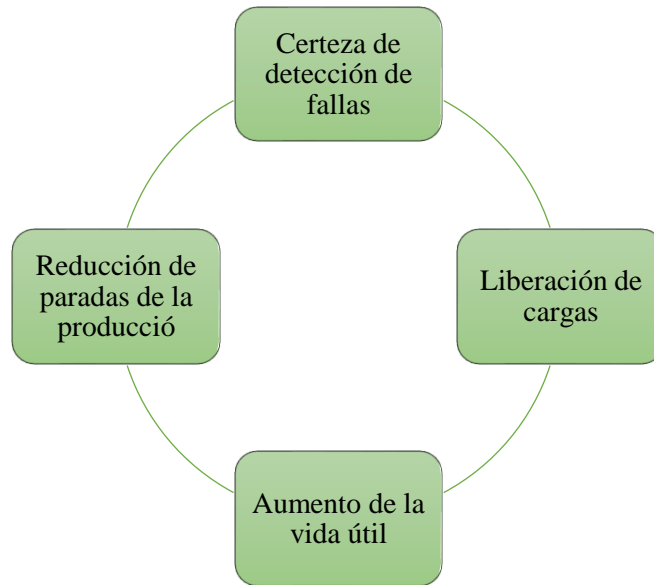 Certeza de
detección de
fallas
Reducción de
paradas de la
producció
Liberación de
cargas
Aumento de la
vida útil